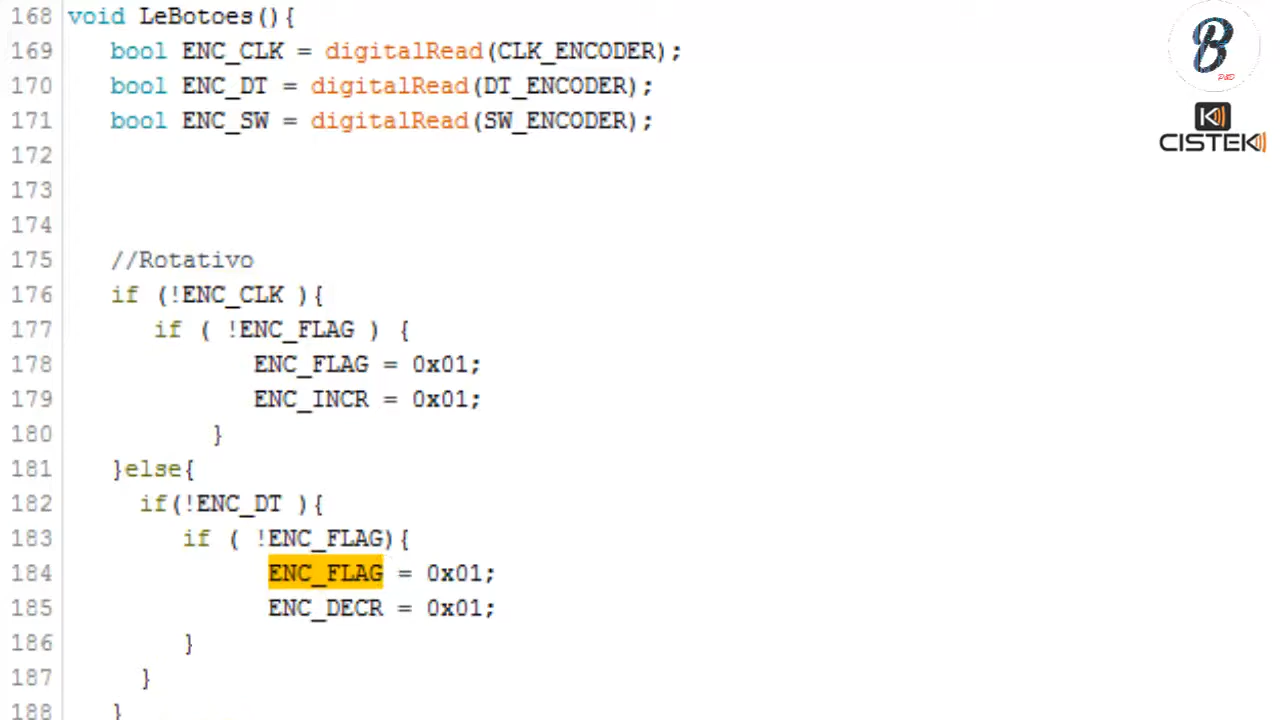 168 void LeBotoes(){
169 bool ENC_CLK = digitalRead(CLK_ENCODER);
170 bool ENC_DT = digitalRead(DT_ENCODER);
171 bool ENC_SW = digitalRead(SW_ENCODER);
172
173
174
175 //Rotativo
176 if (!ENC_CLK ){
177 if ( !ENC_FLAG ) {
178 ENC_FLAG = 0x01;
179 ENC_INCR = 0x01;
180 }
181 }else{
182 if(!ENC_DT ){
183 if ( !ENC_FLAG){
184 ENC_FLAG = 0x01;
185 ENC_DECR = 0x01;
186 }
187 }
188 }
B
CISTEK